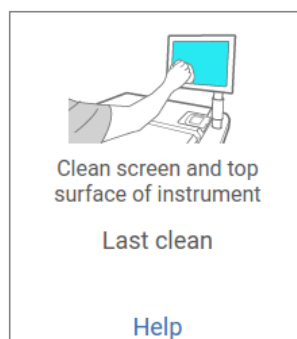 Clean screen and top
surface of instrument
Last clean
Help